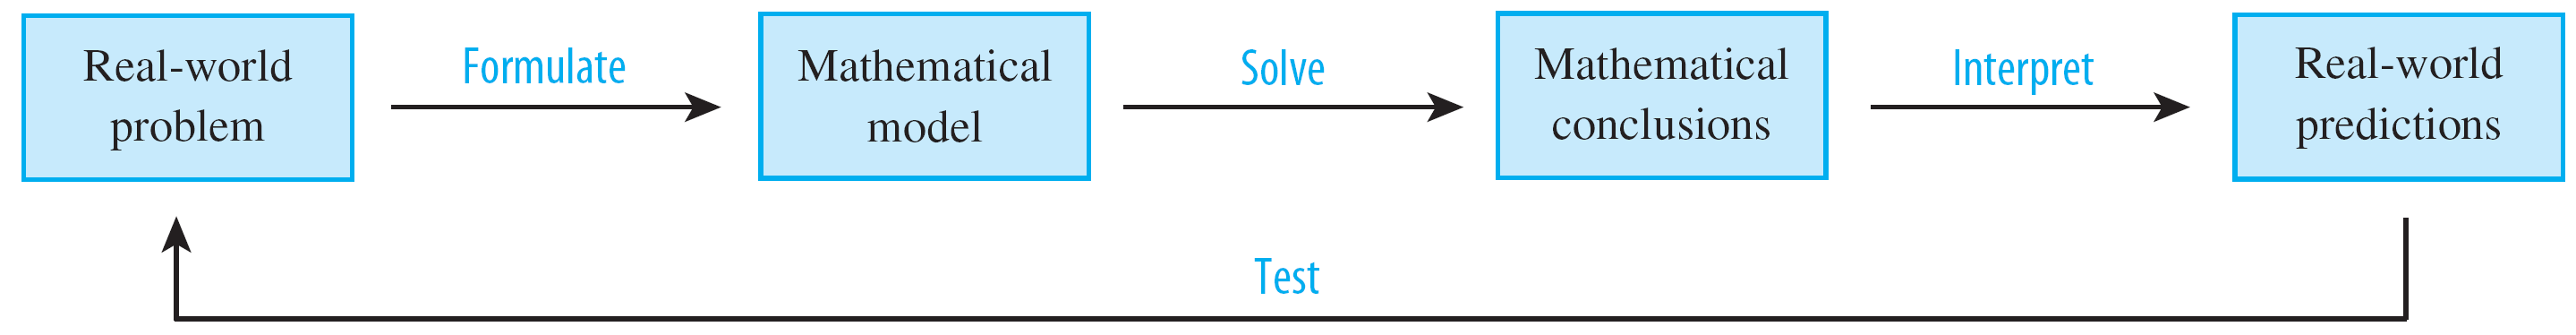 Real-world
problem
Formulate
Mathematical
model
Solve
Mathematical
conclusions
Interpret
Real-world
predictions
Test